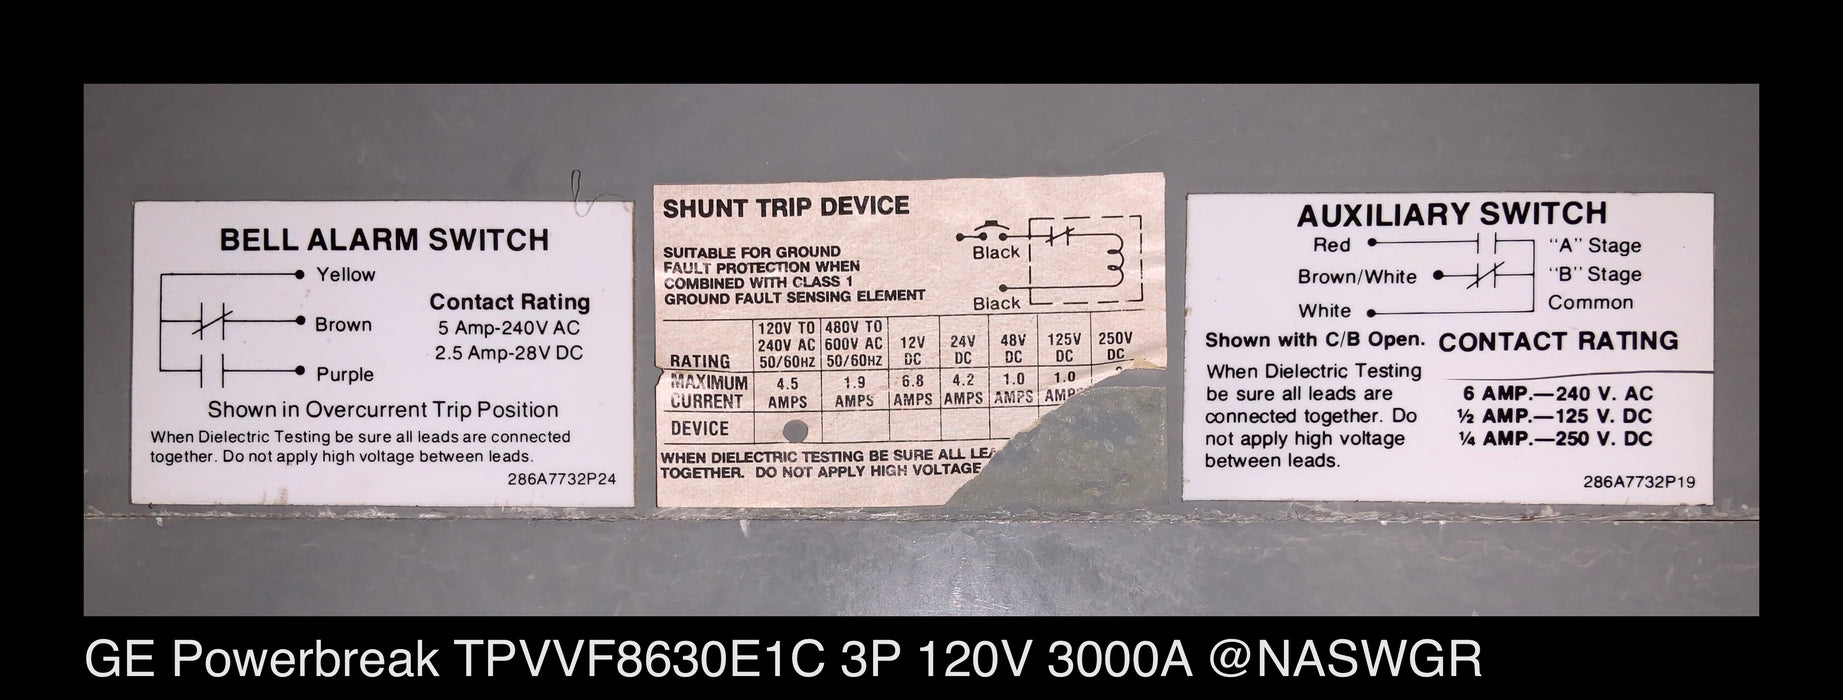 BELL ALARM SWITCH
Yellow
Brown
Purple
Contact Rating
5 Amp-240V AC
2.5 Amp-28V DC
Shown in Overcurrent Trip Position
When Dielectric Testing be sure all leads are connected
together. Do not apply high voltage between leads.
286A7732P24
SHUNT TRIP DEVICE
SUITABLE FOR GROUND
FAULT PROTECTION WHEN
COMBINED WITH CLASS 1
GROUND FAULT SENSING ELEMENT
Black
Black
RATING 120V TO 240V AC 50/60HZ 480V TO 600V AC 50/60HZ 12V DC 24V DC 48V DC 125V DC 250V DC
MAXIMUM CURRENT 4.5 AMPS 1.9 AMPS 6.8 AMPS 4.2 AMPS 1.0 AMPS 1.0 AMP
DEVICE
WHEN DIELECTRIC TESTING BE SURE ALL
TOGETHER. DO NOT APPLY HIGH VOLTAGE
AUXILIARY SWITCH
Red "A" Stage
Brown/White "B" Stage
White Common
Shown with C/B Open.
When Dielectric Testing
be sure all leads are
connected together. Do
not apply high voltage
between leads.
CONTACT RATING
6 AMP.—240 V. AC
½ AMP.—125 V. DC
¼ AMP.—250 V. DC
286A7732P19
GE Powerbreak TPVVF8630E1C 3P 120V 3000A @NASWGR